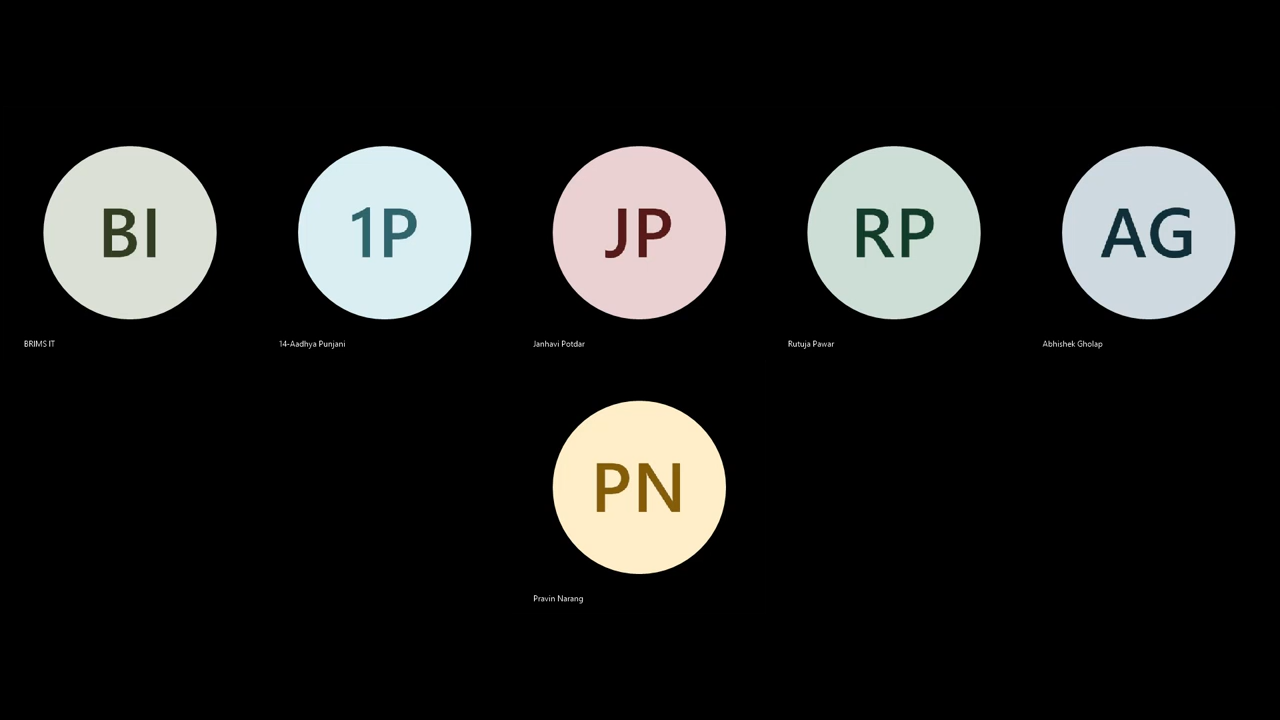 BI
1P
JP
RP
AG
BRIMS IT
14-Aadhya Punjani
Janhavi Potdar
Rutuja Pawar
Abhishek Gholap
PN
Pravin Narang